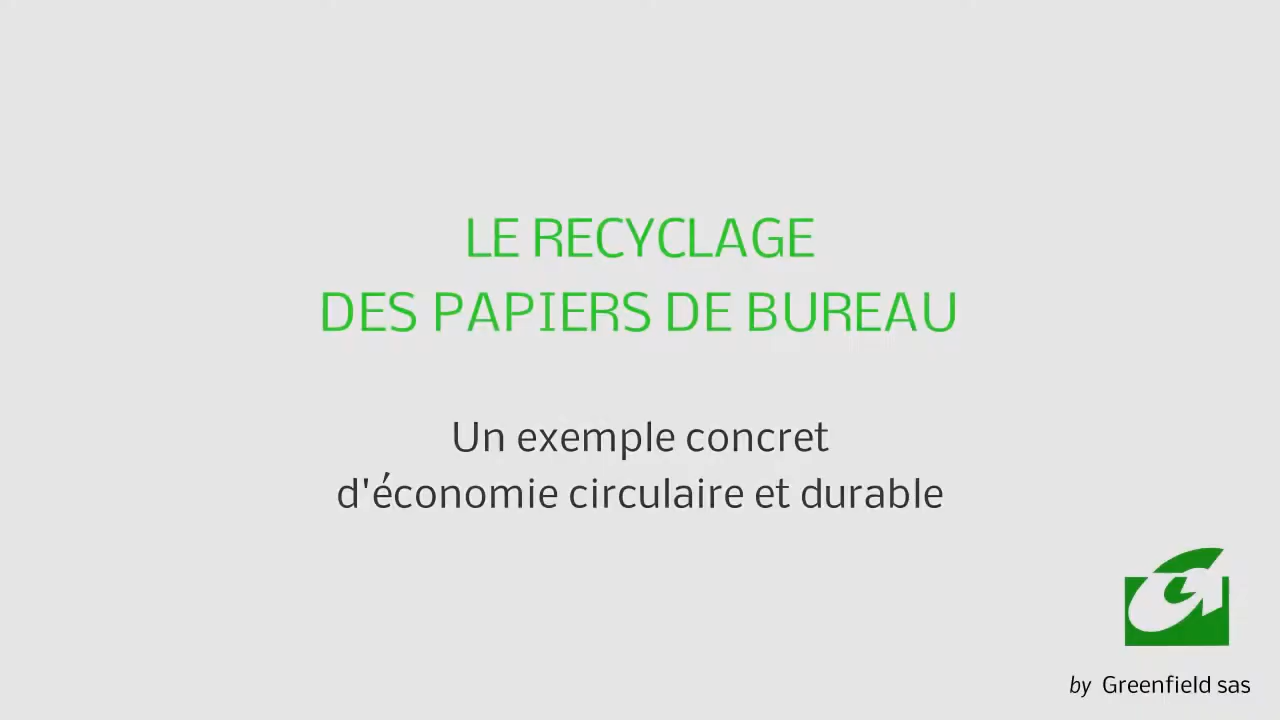 LE RECYCLAGE
DES PAPIERS DE BUREAU
Un exemple concret
d'économie circulaire et durable
by Greenfield sas